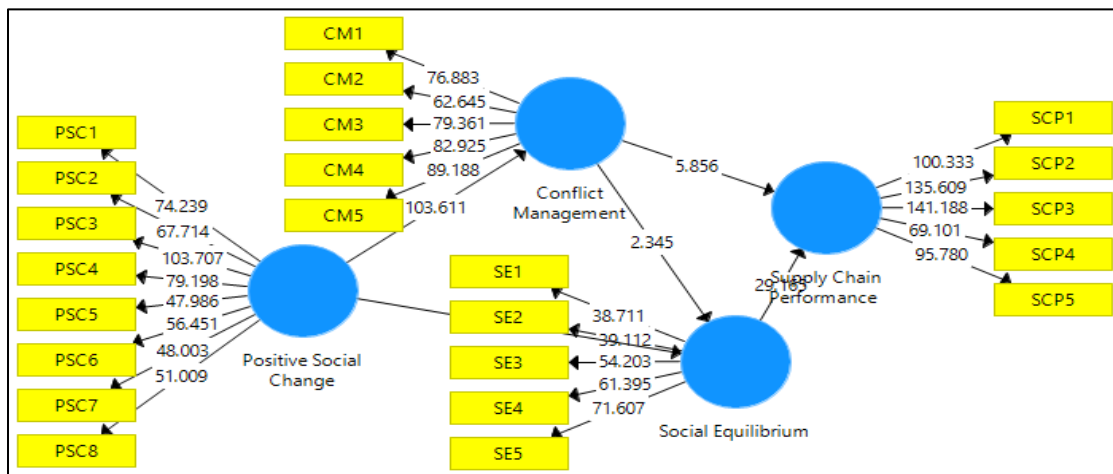 CM1
CM2
CM3
CM4
CM5
76.883
62.645
79.361
82.925
89.188
103.611
Conflict
Management
PSC1
PSC2
PSC3
PSC4
PSC5
PSC6
PSC7
PSC8
74.239
67.714
103.707
79.198
47.986
56.451
48.003
51.009
Positive Social
Change
5.856
2.345
SE1
SE2
SE3
SE4
SE5
38.711
39.112
54.203
61.395
71.607
Social Equilibrium
29.165
Supply Chain
Performance
100.333
135.609
141.188
69.101
95.780
SCP1
SCP2
SCP3
SCP4
SCP5